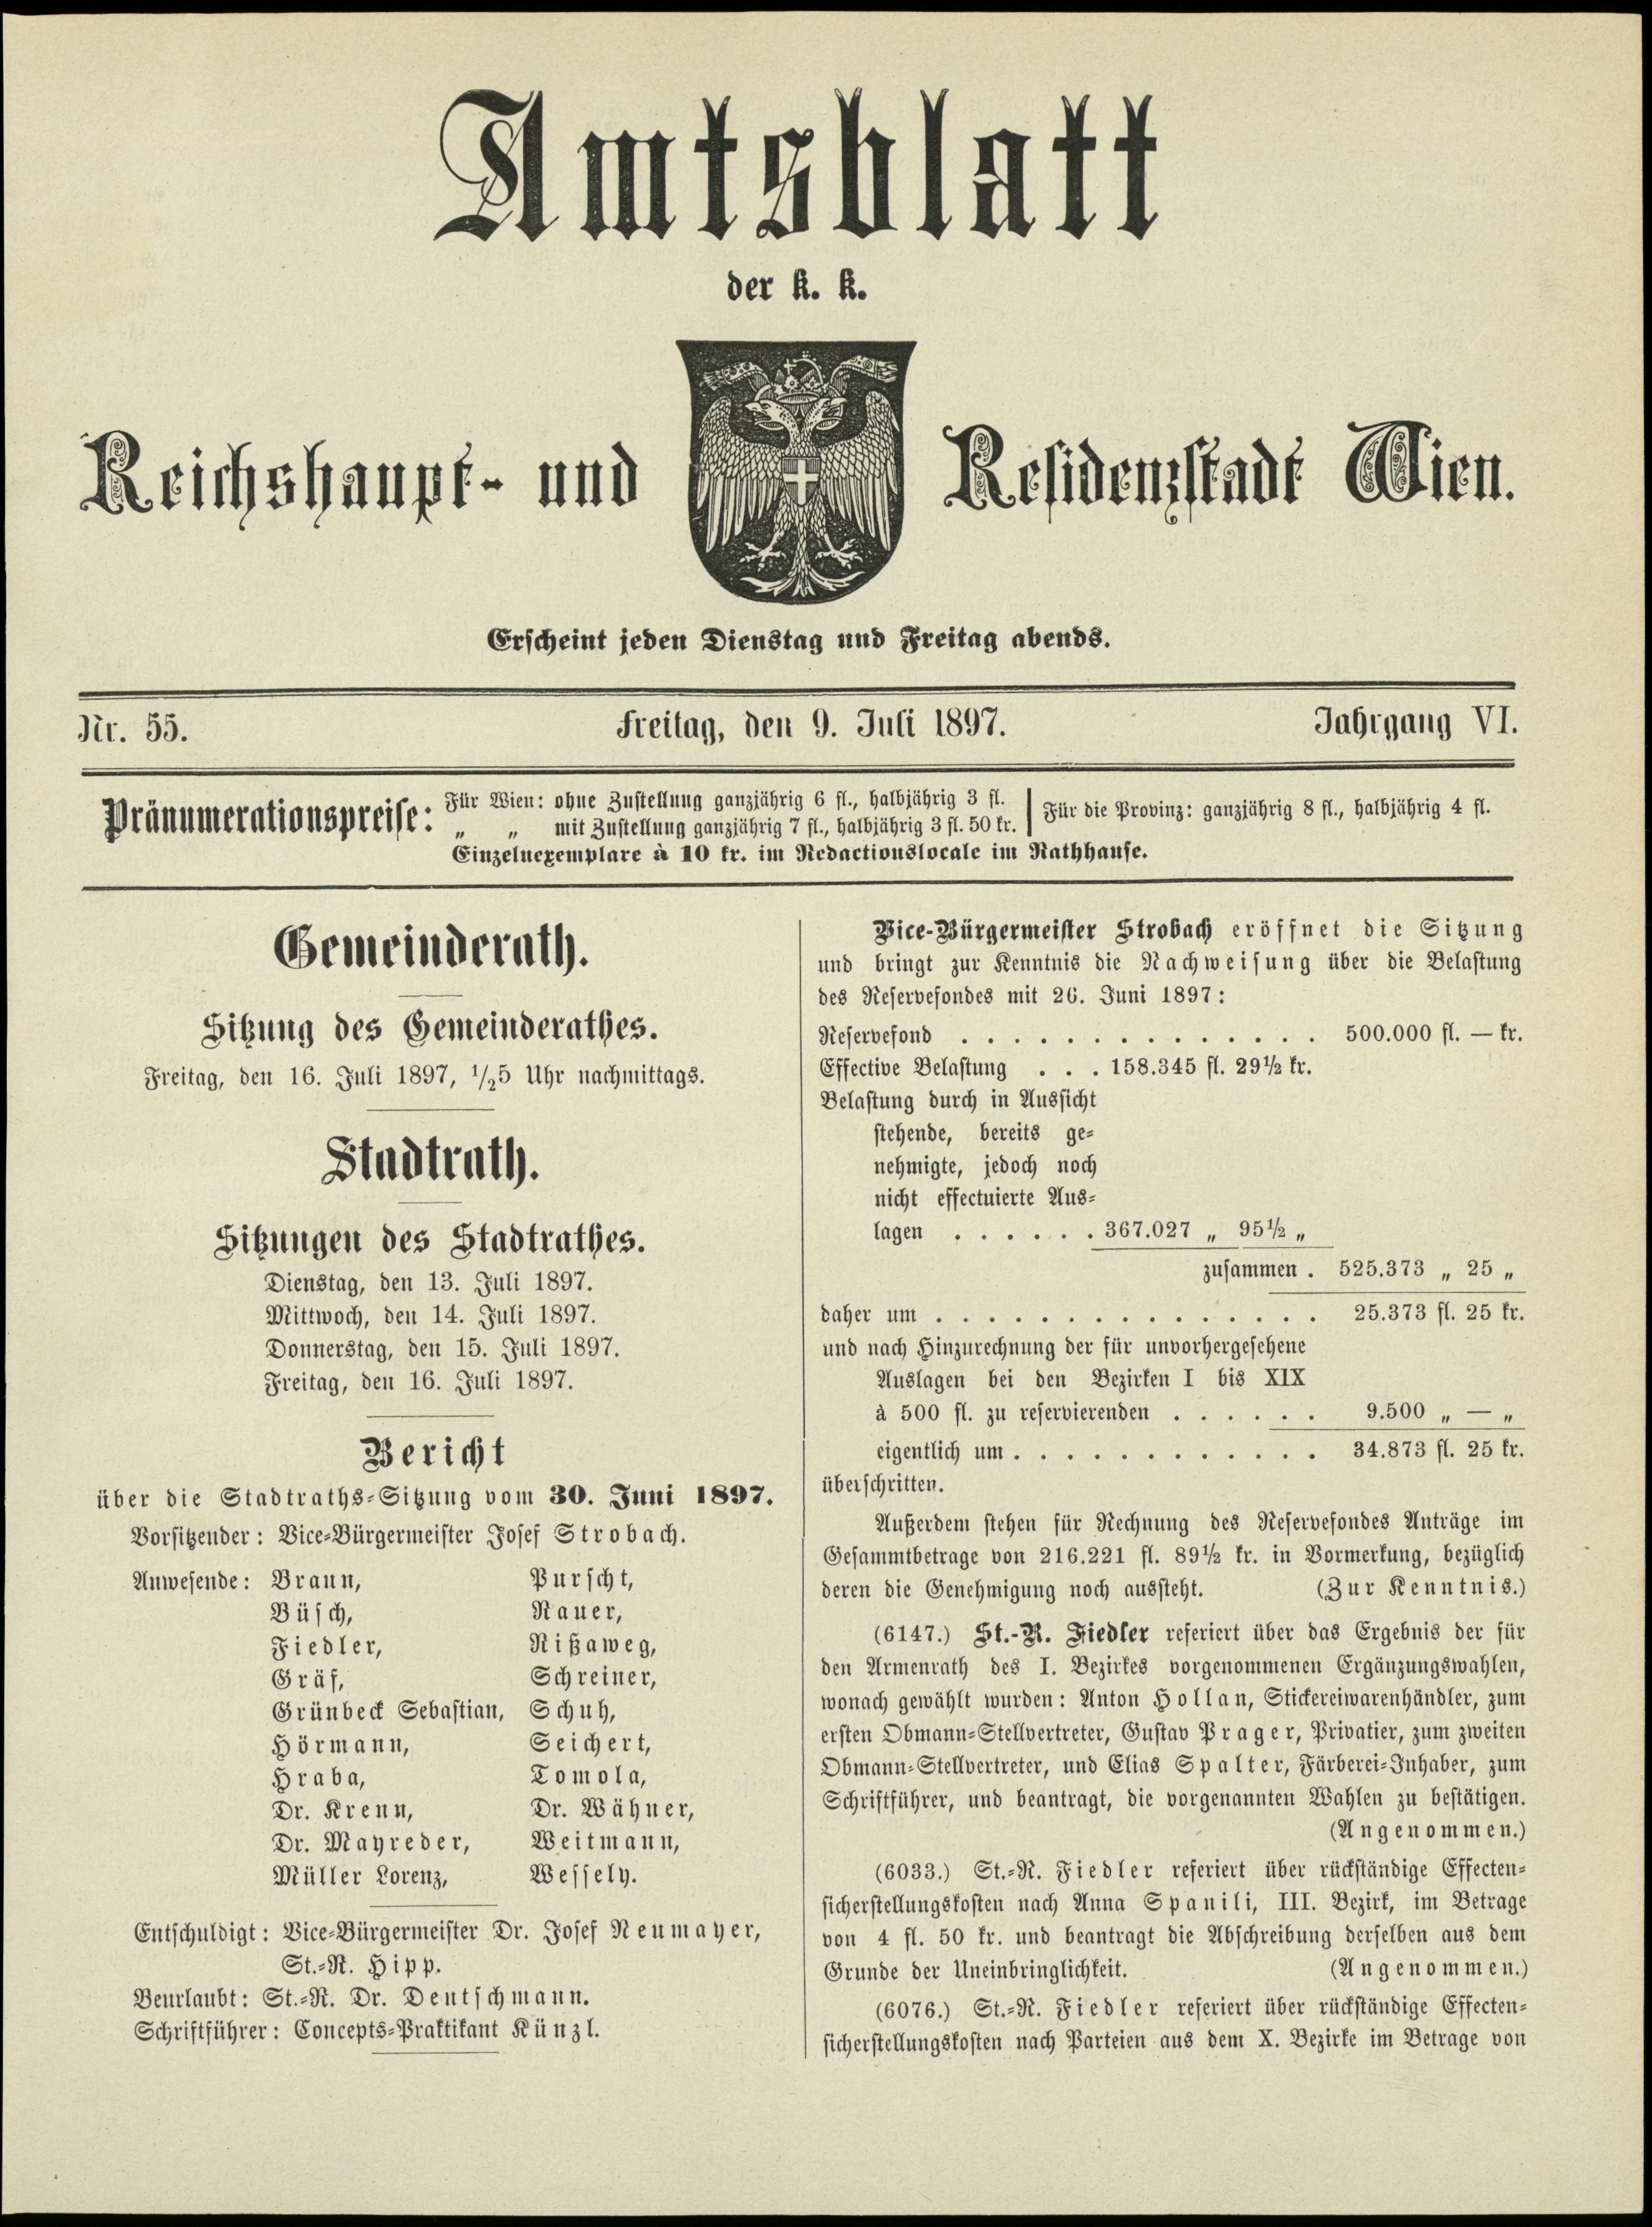 Amtsblatt
der k. k.
Reichshaupt- und Residenzstadt Wien.
Erscheint jeden Dienstag und Freitag abends.
Nr. 55. Freitag, den 9. Juli 1897. Jahrgang VI.
Pränumerationspreise: Für Wien: ohne Zustellung ganzjährig 6 fl., halbjährig 3 fl.
„ „ mit Zustellung ganzjährig 7 fl., halbjährig 3 fl. 50 kr.
Für die Provinz: ganzjährig 8 fl., halbjährig 4 fl.
Einzelnexemplare à 10 kr. im Redactionslocale im Rathhause.
Gemeinderath.
Sitzung des Gemeinderathes.
Freitag, den 16. Juli 1897, 1/25 Uhr nachmittags.
Stadtrath.
Sitzungen des Stadtrathes.
Dienstag, den 13. Juli 1897.
Mittwoch, den 14. Juli 1897.
Donnerstag, den 15. Juli 1897.
Freitag, den 16. Juli 1897.
Bericht
über die Stadtraths-Sitzung vom 30. Juni 1897.
Vorsitzender: Vice-Bürgermeister Josef Strobach.
Anwesende: Braun, Purscht,
Büsch, Rauer,
Fiedler, Rißaweg,
Gräf, Schreiner,
Grünbeck Sebastian, Schuh,
Hörmann, Seichert,
Hraba, Tomola,
Dr. Krenn, Dr. Wähner,
Dr. Mayreder, Weitmann,
Müller Lorenz, Wessely.
Entschuldigt: Vice-Bürgermeister Dr. Josef Neumayer,
St.-R. Hipp.
Beurlaubt: St.-R. Dr. Deutschmann.
Schriftführer: Concepts-Praktikant Künzl.
Vice-Bürgermeister Strobach eröffnet die Sitzung
und bringt zur Kenntnis die Nachweisung über die Belastung
des Reservefondes mit 26. Juni 1897:
Reservefond . . . . . . . . . . . . . . 500.000 fl. — kr.
Effective Belastung . . . 158.345 fl. 29½ kr.
Belastung durch in Aussicht
stehende, bereits ge-
nehmigte, jedoch noch
nicht effectuierte Aus-
lagen . . . . . . 367.027 „ 95½ „
zusammen . 525.373 „ 25 „
daher um . . . . . . . . . . . . . . . 25.373 fl. 25 kr.
und nach Hinzurechnung der für unvorhergesehene
Auslagen bei den Bezirken I bis XIX
à 500 fl. zu reservierenden . . . . . . 9.500 „ — „
eigentlich um . . . . . . . . . . . . 34.873 fl. 25 kr.
überschritten.
Außerdem stehen für Rechnung des Reservefondes Anträge im
Gesammtbetrage von 216.221 fl. 89½ kr. in Vormerkung, bezüglich
deren die Genehmigung noch aussteht. (Zur Kenntnis.)
(6147.) St.-R. Fiedler referiert über das Ergebnis der für
den Armenrath des I. Bezirkes vorgenommenen Ergänzungswahlen,
wonach gewählt wurden: Anton Hollan, Stickereiwarenhändler, zum
ersten Obmann-Stellvertreter, Gustav Prager, Privatier, zum zweiten
Obmann-Stellvertreter, und Elias Spalter, Färberei-Inhaber, zum
Schriftführer, und beantragt, die vorgenannten Wahlen zu bestätigen.
(Angenommen.)
(6033.) St.-R. Fiedler referiert über rückständige Effecten-
sicherstellungskosten nach Anna Spanili, III. Bezirk, im Betrage
von 4 fl. 50 kr. und beantragt die Abschreibung derselben aus dem
Grunde der Uneinbringlichkeit. (Angenommen.)
(6076.) St.-R. Fiedler referiert über rückständige Effecten-
sicherstellungskosten nach Parteien aus dem X. Bezirke im Betrage von